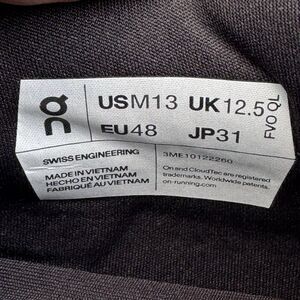 on
USM13 UK12.5
EU48 JP31
FVO QL
SWISS ENGINEERING
MADE IN VIETNAM
HECHO EN VIETNAM
FABRIQUÉ AU VIETNAM
3ME10122260
On and CloudTec are registered
trademarks. Worldwide patents.
on-running.com